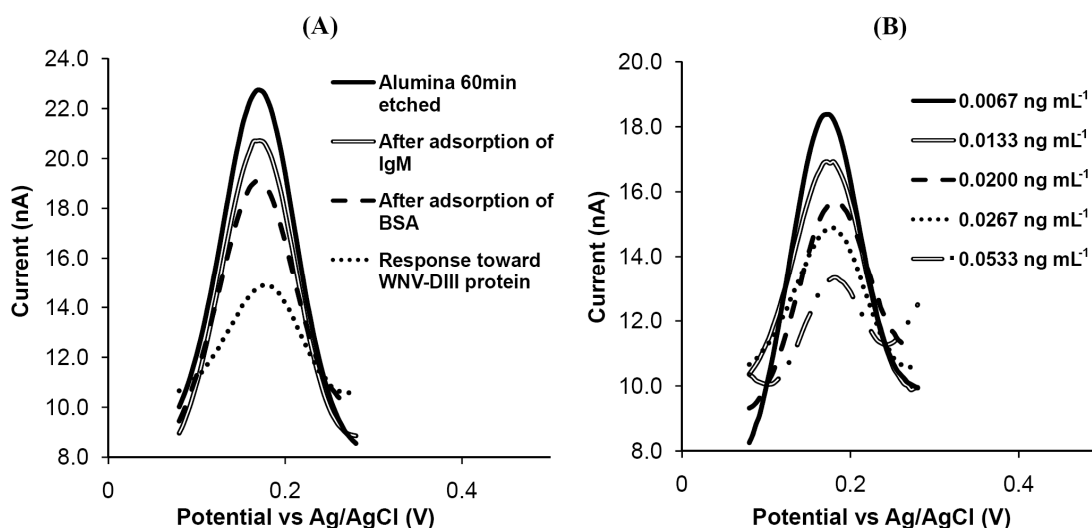 (A)
24.0
22.0
20.0
18.0
16.0
14.0
12.0
10.0
8.0
Current (nA)
0
0.2
0.4
Potential vs Ag/AgCl (V)
Alumina 60min
etched
After adsorption of
IgM
After adsorption of
BSA
Response toward
WNV-DIII protein
(B)
20.0
18.0
16.0
14.0
12.0
10.0
8.0
Current (nA)
0
0.2
0.4
Potential vs Ag/AgCl (V)
0.0067 ng mL⁻¹
0.0133 ng mL⁻¹
0.0200 ng mL⁻¹
0.0267 ng mL⁻¹
0.0533 ng mL⁻¹